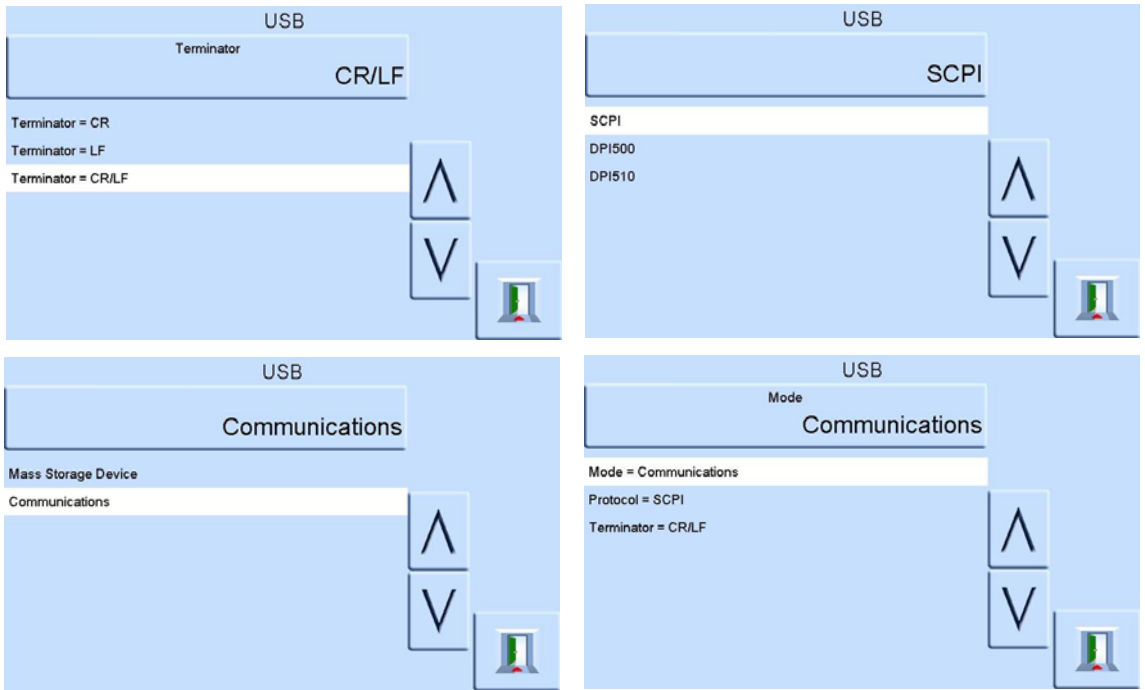 USB
Terminator
CR/LF
Terminator = CR
Terminator = LF
Terminator = CR/LF
USB
SCPI
SCPI
DPI500
DPI510
USB
Communications
Mass Storage Device
Communications
USB
Mode
Communications
Mode = Communications
Protocol = SCPI
Terminator = CR/LF